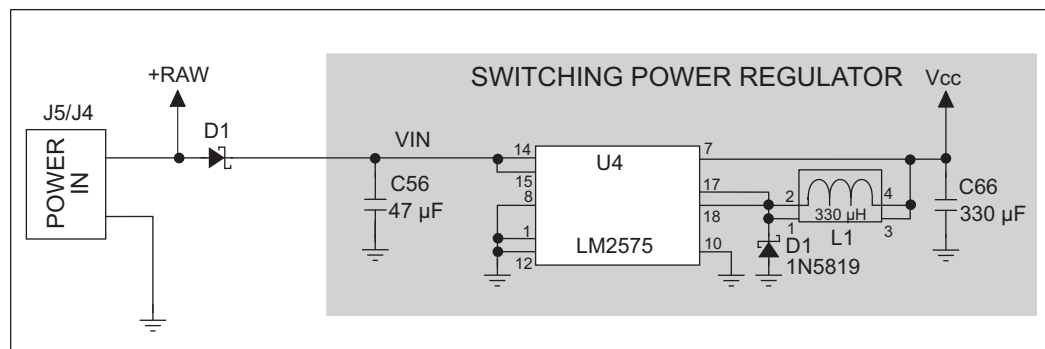 SWITCHING POWER REGULATOR
+RAW
Vcc
J5/J4
D1
POWER
IN
VIN
C56
47 µF
14
15
8
1
12
U4
LM2575
7
17
18
10
2
1
4
3
330 µH
L1
D1
1N5819
C66
330 µF